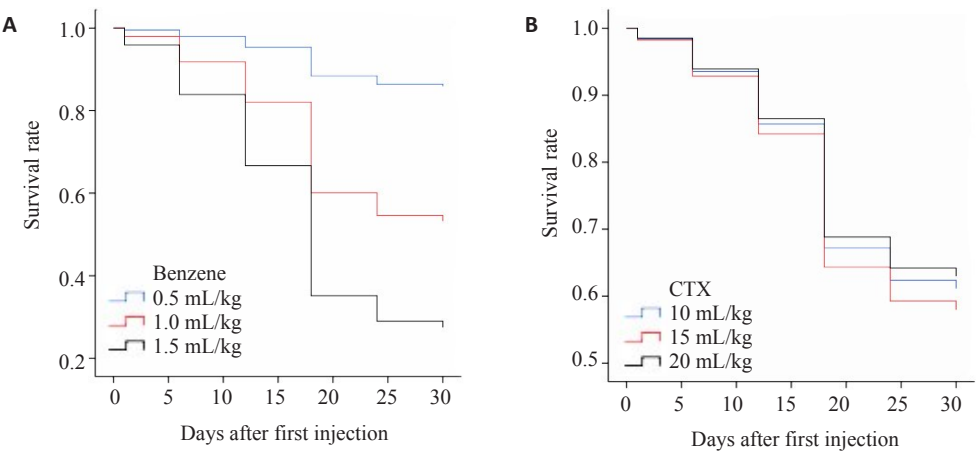 A
1.0
0.8
0.6
0.4
0.2
Survival rate
Benzene
0.5 mL/kg
1.0 mL/kg
1.5 mL/kg
0 5 10 15 20 25 30
Days after first injection
B
1.0
0.9
0.8
0.7
0.6
0.5
Survival rate
CTX
10 mL/kg
15 mL/kg
20 mL/kg
0 5 10 15 20 25 30
Days after first injection